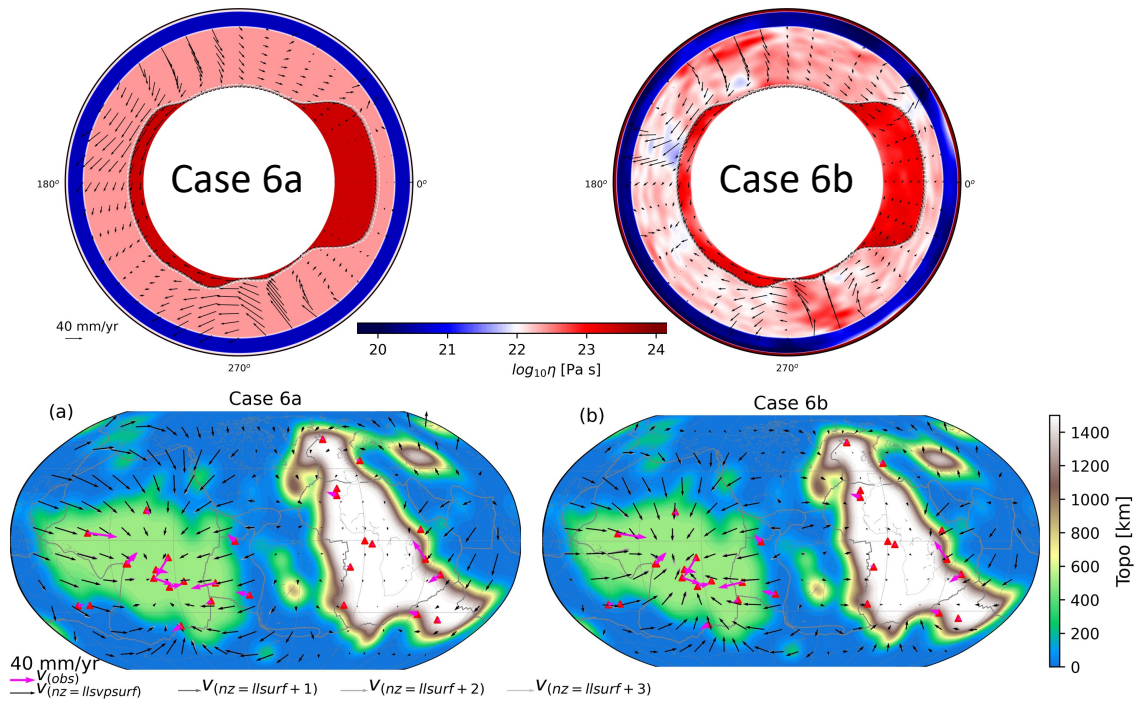 180° Case 6a 0°
180° Case 6b 0°
40 mm/yr
20 21 22 23 24
log10η [Pa s]
270°
270°
(a) Case 6a
(b) Case 6b
1400
1200
1000
800
600
400
200
0
Topo [km]
40 mm/yr
V(obs)
V(nz = llsvpsurf) V(nz = llsurf + 1) V(nz = llsurf + 2) V(nz = llsurf + 3)